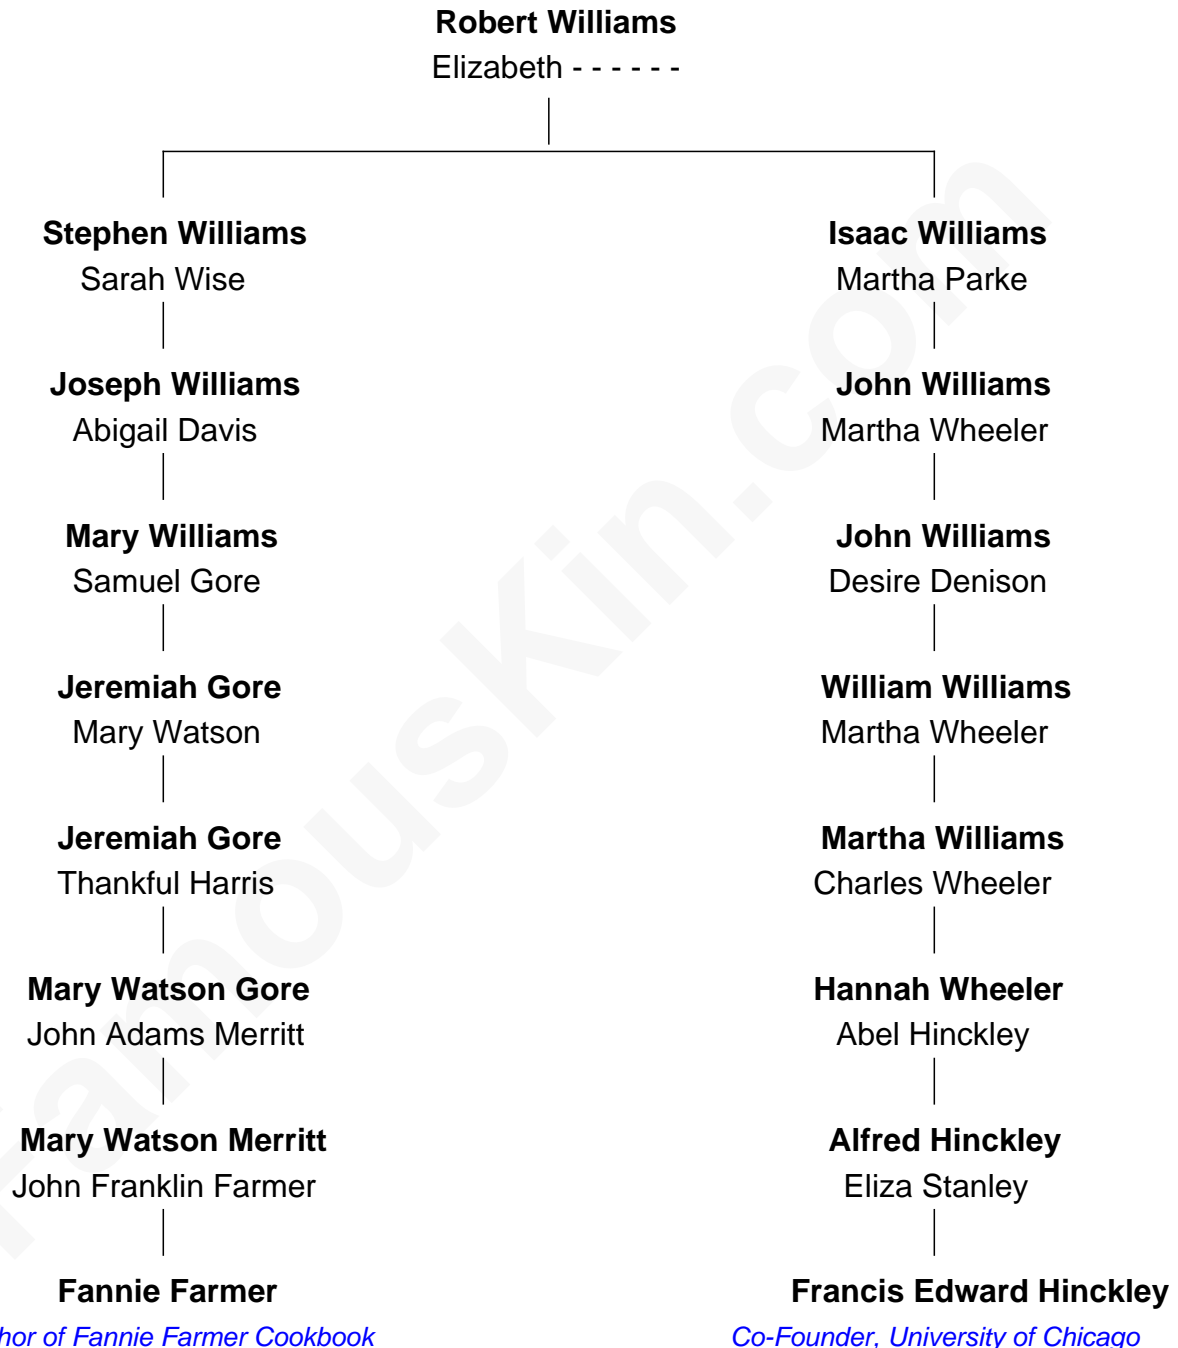 Robert Williams
Elizabeth - - - - - -
Stephen Williams
Sarah Wise
Isaac Williams
Martha Parke
Joseph Williams
Abigail Davis
John Williams
Martha Wheeler
Mary Williams
Samuel Gore
John Williams
Desire Denison
Jeremiah Gore
Mary Watson
William Williams
Martha Wheeler
Jeremiah Gore
Thankful Harris
Martha Williams
Charles Wheeler
Mary Watson Gore
John Adams Merritt
Hannah Wheeler
Abel Hinckley
Mary Watson Merritt
John Franklin Farmer
Alfred Hinckley
Eliza Stanley
Fannie Farmer
hor of Fannie Farmer Cookbook
Francis Edward Hinckley
Co-Founder, University of Chicago
FamousKin.com